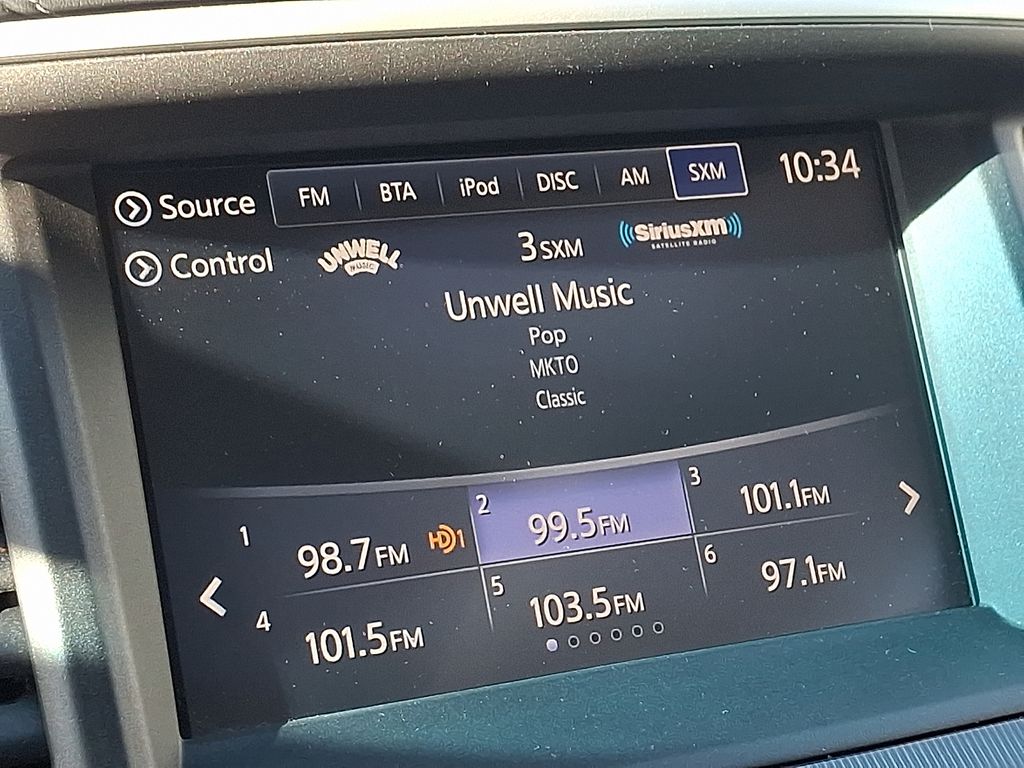 Source FM BTA iPod DISC AM SXM 10:34
Control UNWELL MUSIC 3 SXM ((SiriusXM))
SATELLITE RADIO
Unwell Music
Pop
MKTO
Classic
1 98.7FM HD1 2 99.5FM 3 101.1FM
4 101.5FM 5 103.5FM 6 97.1FM